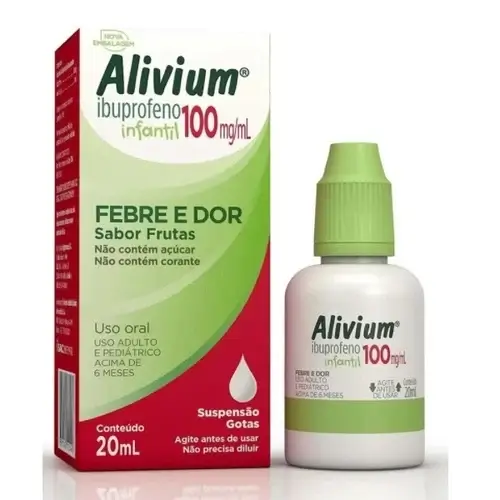 NOVA
EMBALAGEM
Alivium®
ibuprofeno 100 mg/mL
infantil
FEBRE E DOR
Sabor Frutas
Não contém açúcar
Não contém corante
Uso oral
USO ADULTO
E PEDIÁTRICO
ACIMA DE
6 MESES
Conteúdo
20mL
Suspensão
Gotas
Agite antes de usar
Não precisa diluir
Alivium®
ibuprofeno 100 mg/mL
infantil
FEBRE E DOR
USO ADULTO
E PEDIÁTRICO
ACIMA DE 6 MESES
AGITE
ANTES
DE USAR
Conteúdo
20mL